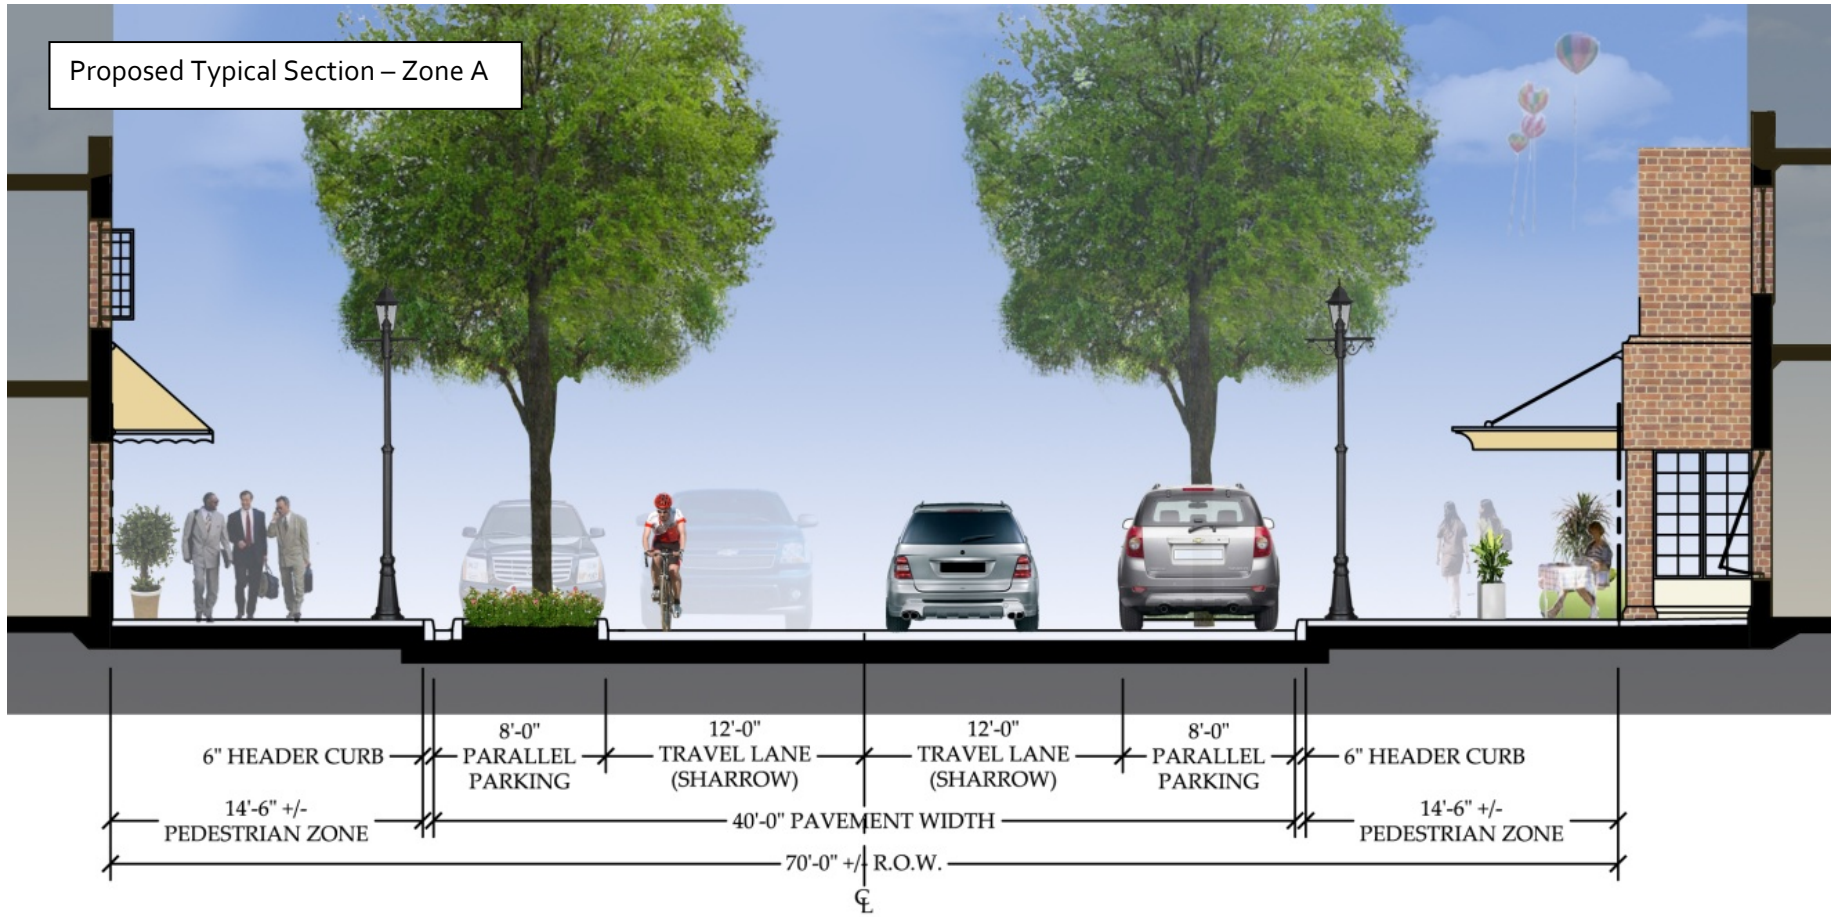 Proposed Typical Section – Zone A
8'-0"
PARALLEL
PARKING
12'-0"
TRAVEL LANE
(SHARROW)
12'-0"
TRAVEL LANE
(SHARROW)
8'-0"
PARALLEL
PARKING
6" HEADER CURB
6" HEADER CURB
14'-6" +/-
PEDESTRIAN ZONE
40'-0" PAVEMENT WIDTH
14'-6" +/-
PEDESTRIAN ZONE
70'-0" +/- R.O.W.
℄